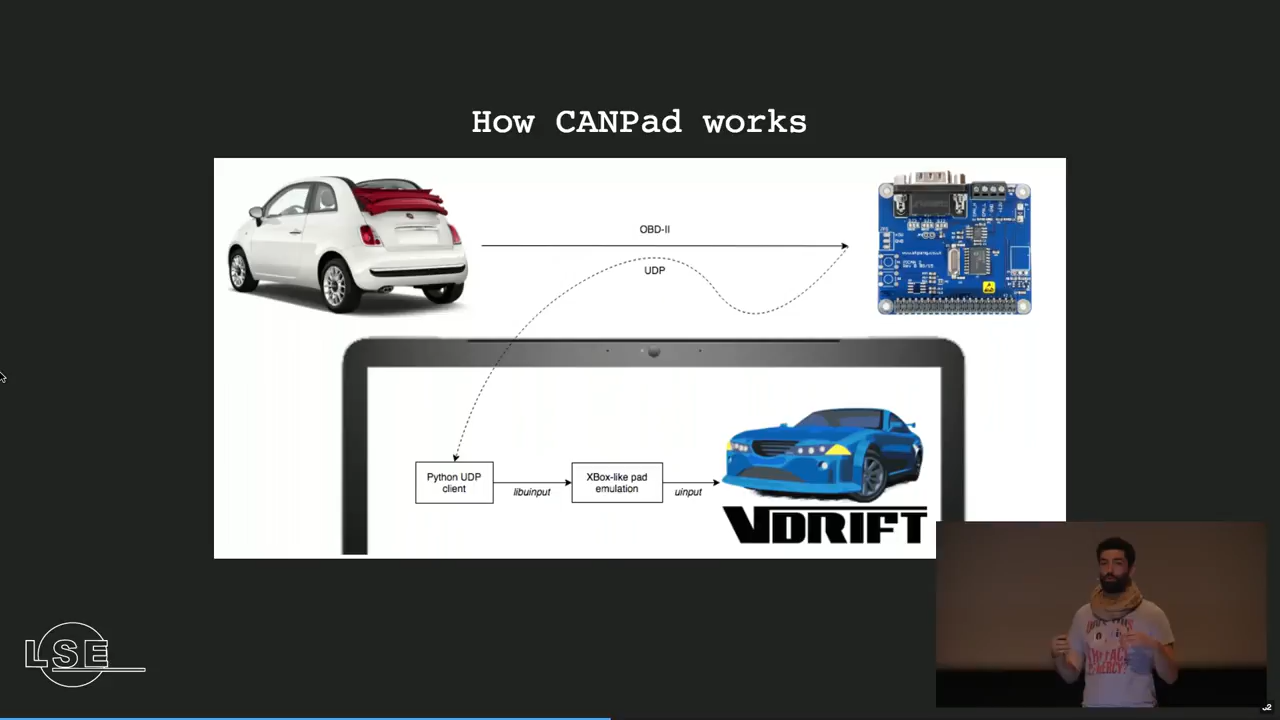 How CANPad works
OBD-II
UDP
Python UDP
client
libuinput
XBox-like pad
emulation
uinput
VDRIFT
LSE